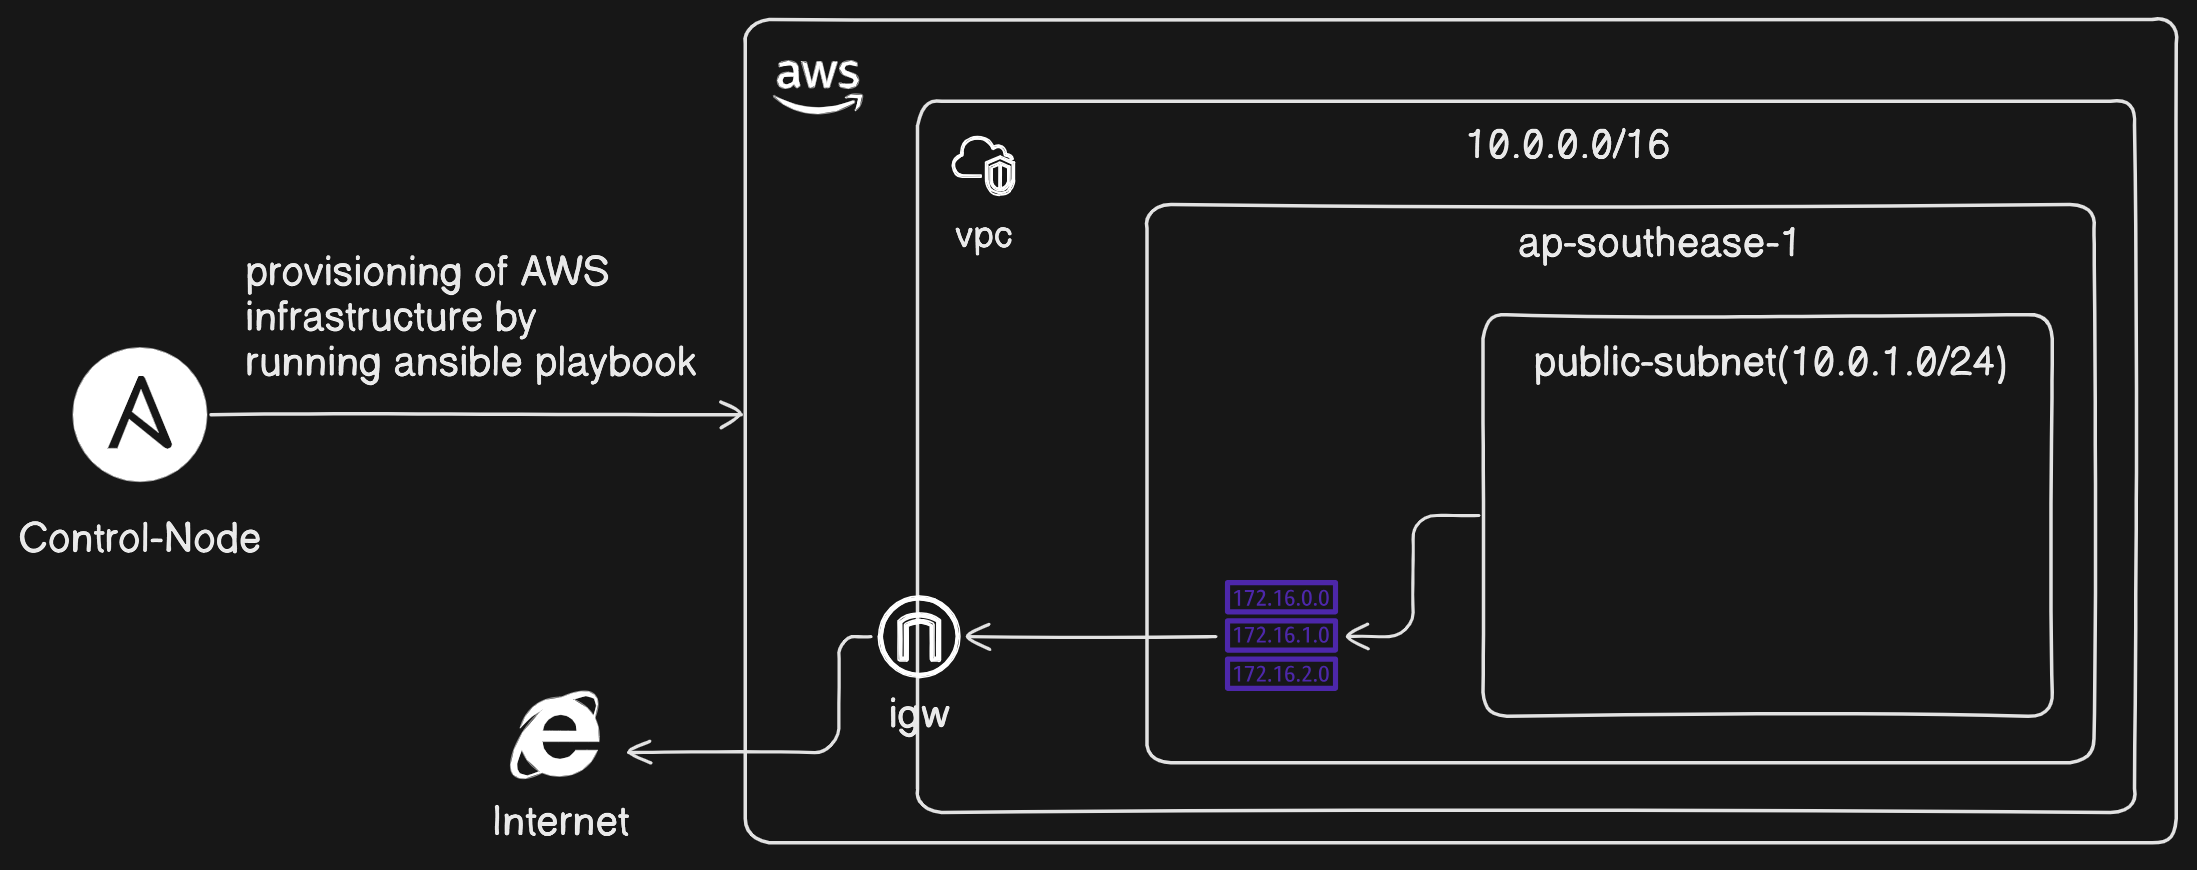 aws
10.0.0.0/16
vpc
ap-southease-1
provisioning of AWS
infrastructure by
running ansible playbook
public-subnet(10.0.1.0/24)
Control-Node
172.16.0.0
172.16.1.0
172.16.2.0
igw
Internet